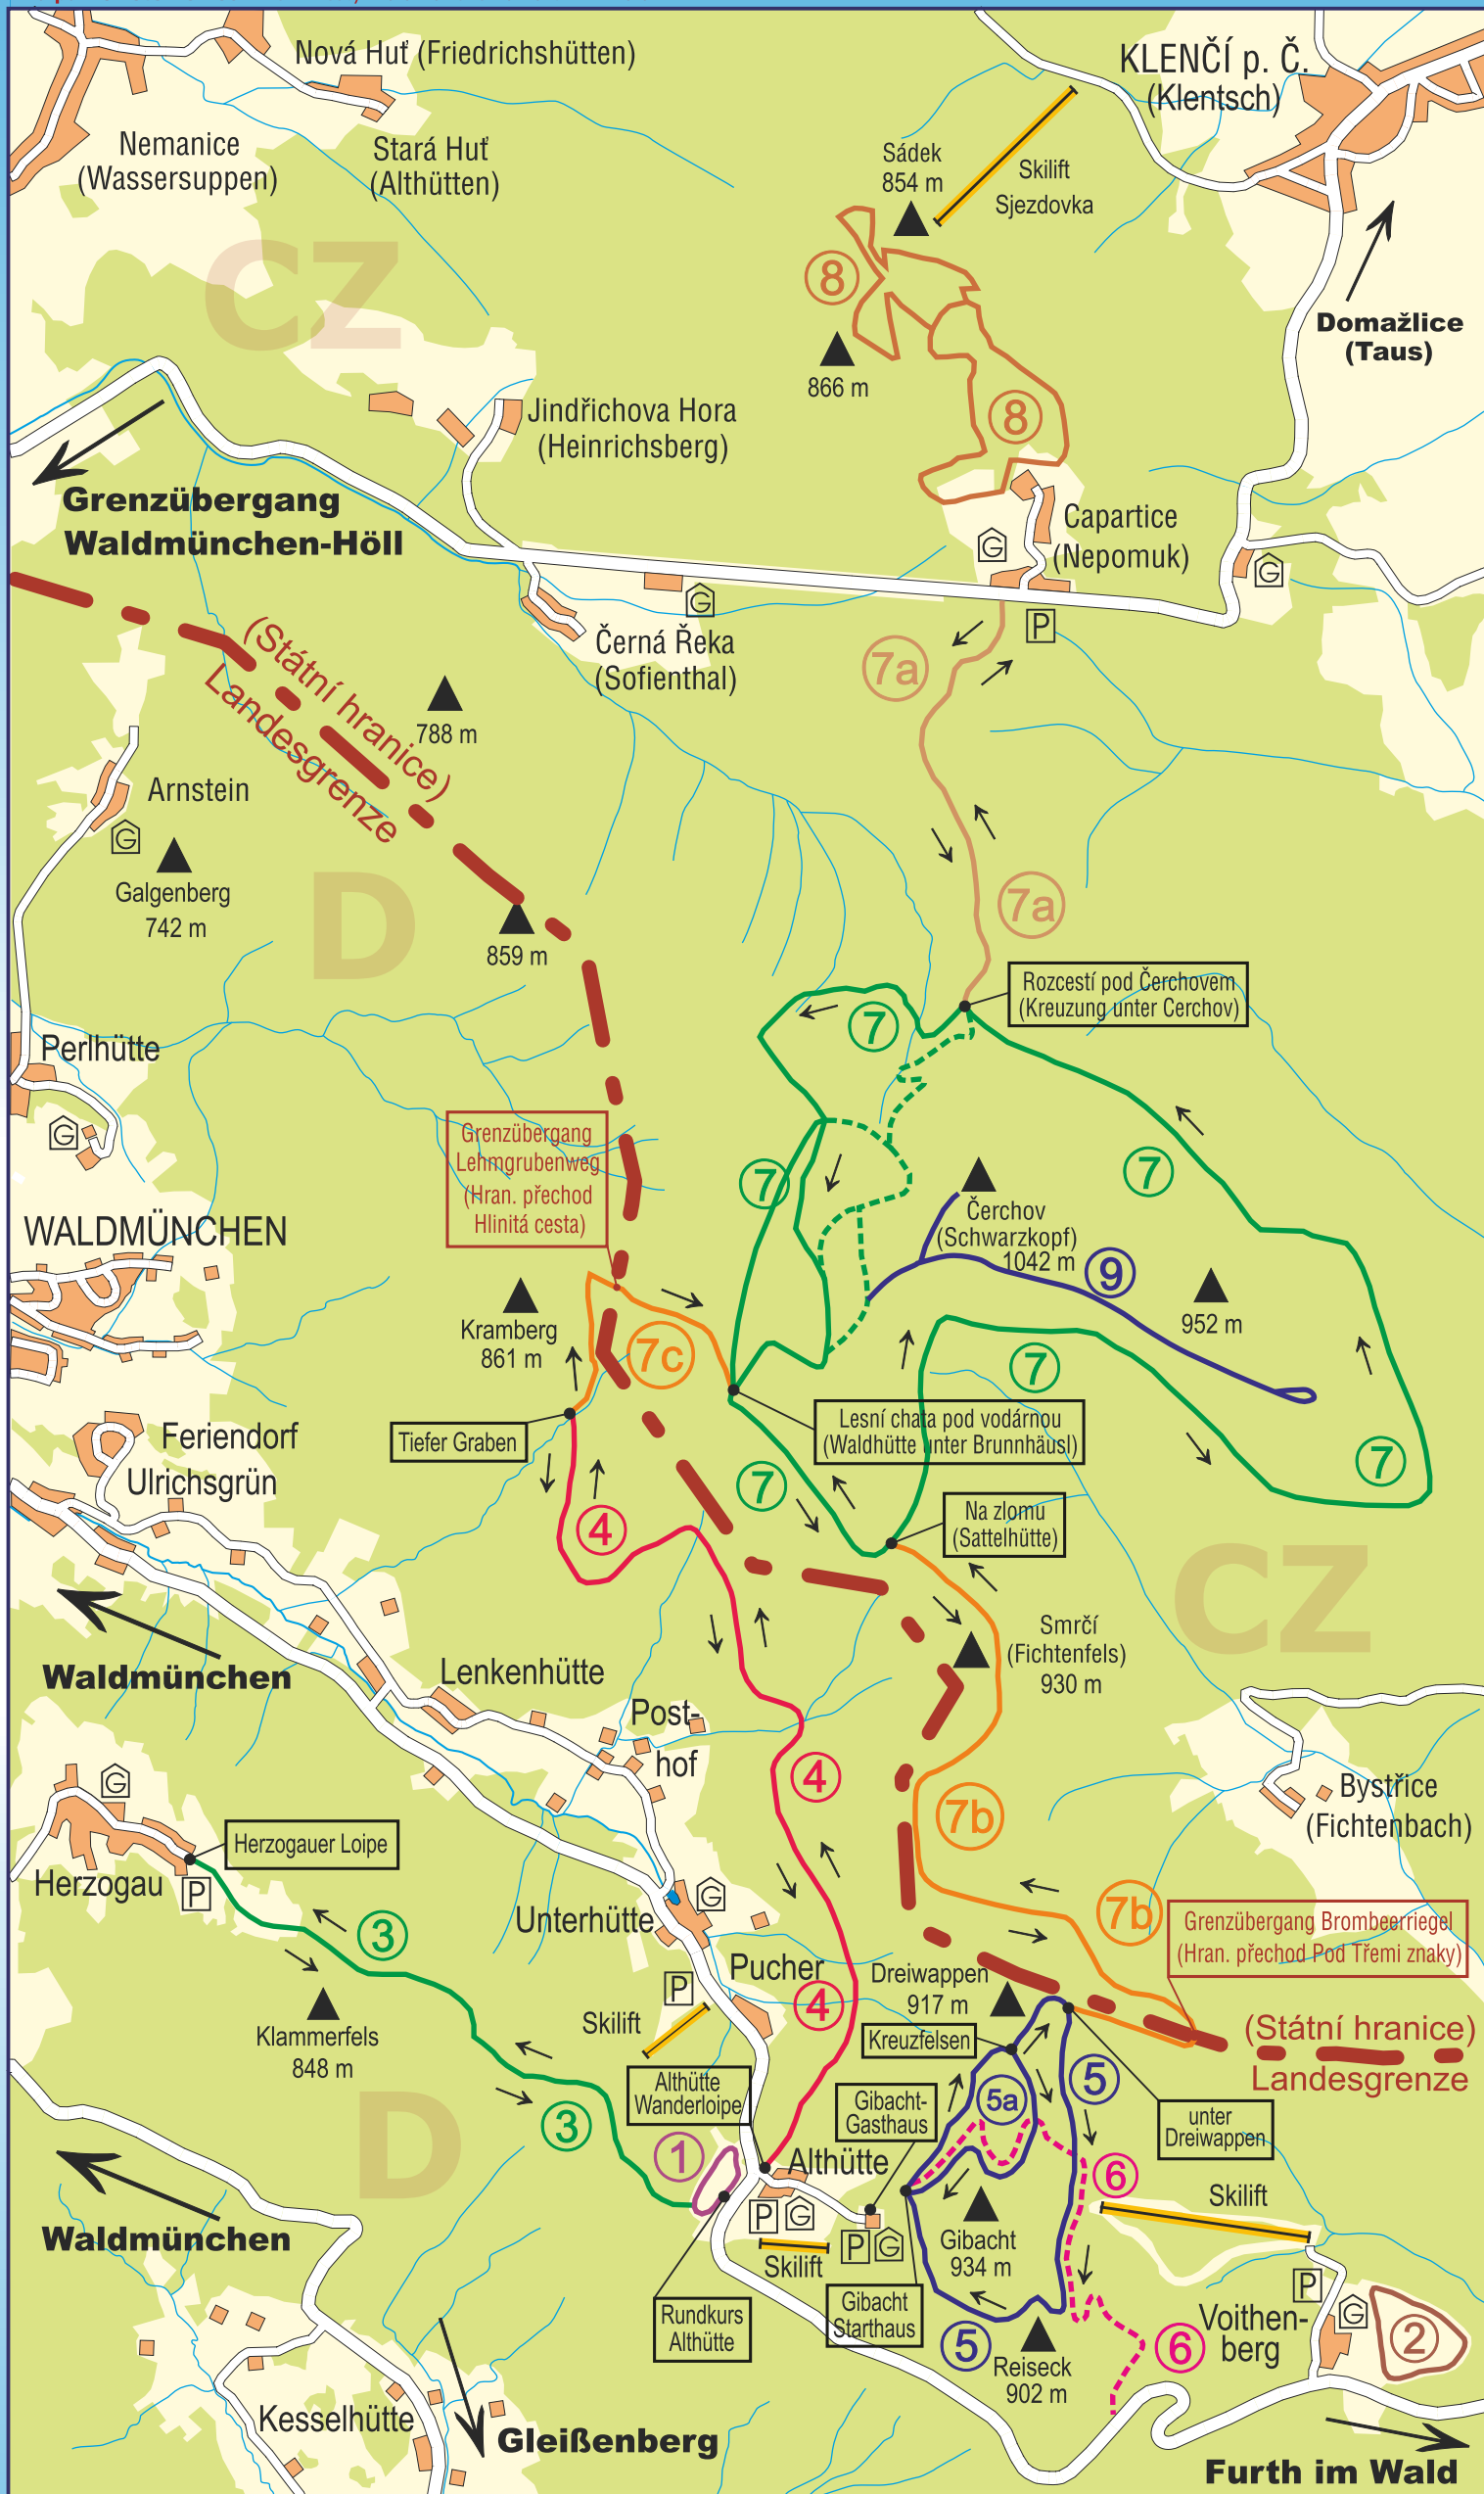 Nová Huť (Friedrichshütten)
KLENČÍ p. Č.
(Klentsch)
Nemanice
(Wassersuppen)
Stará Huť
(Althütten)
Sádek
854 m
Skilift
Sjezdovka
CZ
8
Domažlice
(Taus)
866 m
8
Jindřichova Hora
(Heinrichsberg)
Grenzübergang
Waldmünchen-Höll
Capartice
(Nepomuk)
G
G
G
P
Černá Řeka
(Sofienthal)
(Státní hranice)
Landesgrenze
7a
788 m
Arnstein
G
Galgenberg
742 m
D
859 m
7a
Rozcestí pod Čerchovem
(Kreuzung unter Cerchov)
7
Perlhütte
G
Grenzübergang
Lehmgrubenweg
(Hran. přechod
Hlinitá cesta)
7
7
WALDMÜNCHEN
Čerchov
(Schwarzkopf)
1042 m
9
952 m
Kramberg
861 m
7c
7
Lesní chata pod vodárnou
(Waldhütte unter Brunnhäusl)
Tiefer Graben
Feriendorf
Ulrichsgrün
7
7
4
Na zlomu
(Sattelhütte)
CZ
Smrčí
(Fichtenfels)
930 m
Waldmünchen
Lenkenhütte
Post-
hof
4
7b
Bystřice
(Fichtenbach)
G
Herzogauer Loipe
Herzogau
P
3
Unterhütte
G
7b
Grenzübergang Brombeerriegel
(Hran. přechod Pod Třemi znaky)
Pucher
P
Dreiwappen
917 m
4
Skilift
Klammerfels
848 m
Kreuzfelsen
(Státní hranice)
Landesgrenze
D
Althütte
Wanderloipe
Gibacht-
Gasthaus
5a
5
unter
Dreiwappen
3
1
Althütte
6
Skilift
P
G
P
G
Skilift
Gibacht
934 m
Waldmünchen
Rundkurs
Althütte
Gibacht
Starthaus
5
Reiseck
902 m
6
P
G
Voithen-
berg
2
Kesselhütte
Gleißenberg
Furth im Wald